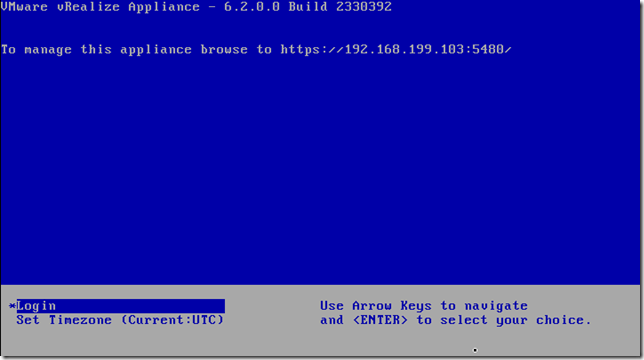 VMware vRealize Appliance - 6.2.0.0 Build 2330392
To manage this appliance browse to https://192.168.199.103:5480/
*Login
Set Timezone (Current:UTC)
Use Arrow Keys to navigate
and <ENTER> to select your choice.